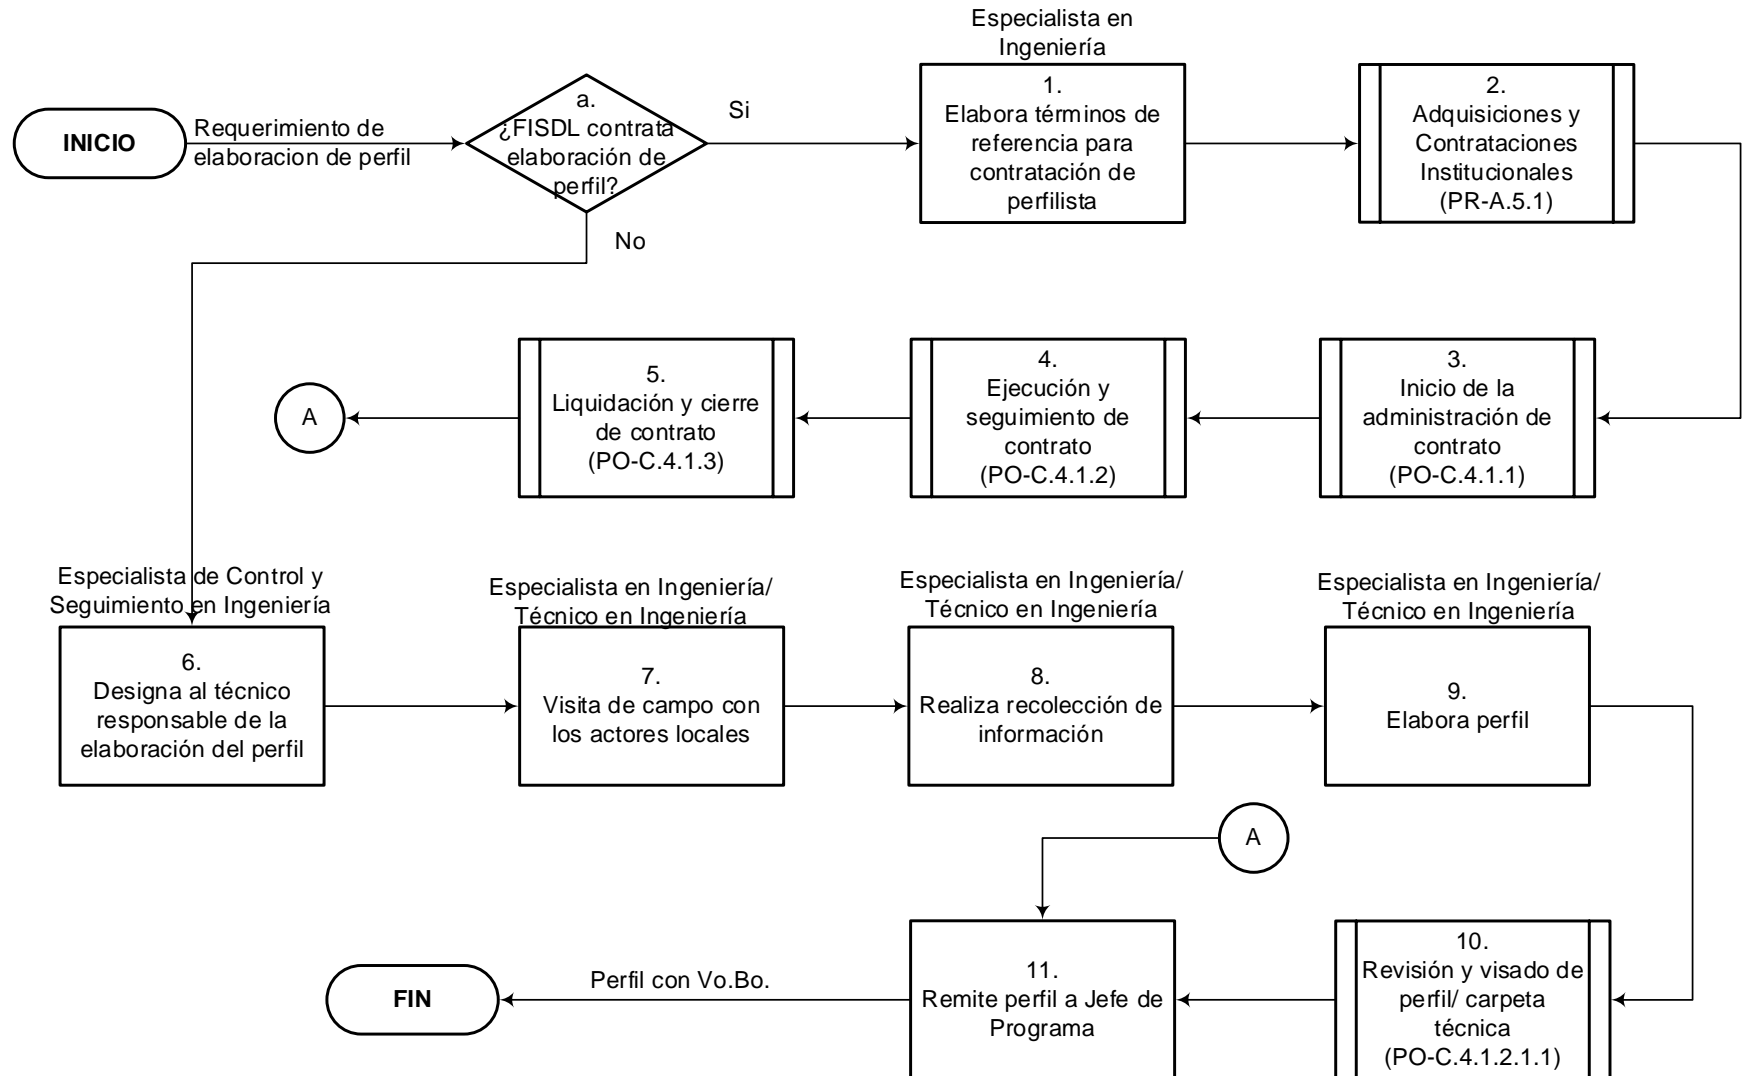 INICIO
Requerimiento de
elaboracion de perfil
a.
¿FISDL contrata
elaboración de
perfil?
Si
No
Especialista en
Ingeniería
1.
Elabora términos de
referencia para
contratación de
perfilista
2.
Adquisiciones y
Contrataciones
Institucionales
(PR-A.5.1)
3.
Inicio de la
administración de
contrato
(PO-C.4.1.1)
4.
Ejecución y
seguimiento de
contrato
(PO-C.4.1.2)
5.
Liquidación y cierre
de contrato
(PO-C.4.1.3)
A
Especialista de Control y
Seguimiento en Ingeniería
6.
Designa al técnico
responsable de la
elaboración del perfil
Especialista en Ingeniería/
Técnico en Ingeniería
7.
Visita de campo con
los actores locales
Especialista en Ingeniería/
Técnico en Ingeniería
8.
Realiza recolección de
información
Especialista en Ingeniería/
Técnico en Ingeniería
9.
Elabora perfil
A
10.
Revisión y visado de
perfil/ carpeta
técnica
(PO-C.4.1.2.1.1)
11.
Remite perfil a Jefe de
Programa
Perfil con Vo.Bo.
FIN